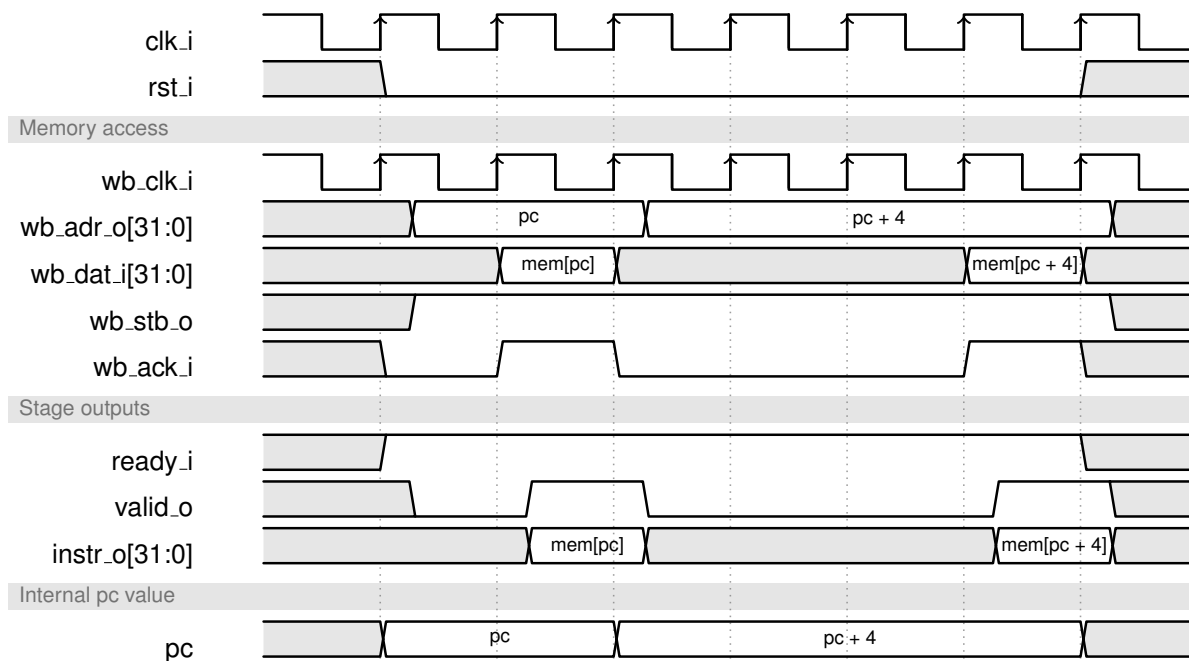 clk_i
rst_i
Memory access
wb_clk_i
wb_adr_o[31:0] pc pc + 4
wb_dat_i[31:0] mem[pc] mem[pc + 4]
wb_stb_o
wb_ack_i
Stage outputs
ready_i
valid_o
instr_o[31:0] mem[pc] mem[pc + 4]
Internal pc value
pc pc pc + 4